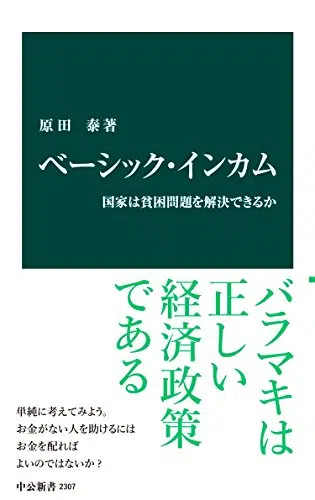 原田 泰著
ベーシック・インカム
国家は貧困問題を解決できるか
バラマキは
正しい
経済政策
である
単純に考えてみよう。
お金がない人を助けるには
お金を配れば
よいのではないか?
中公新書 2307